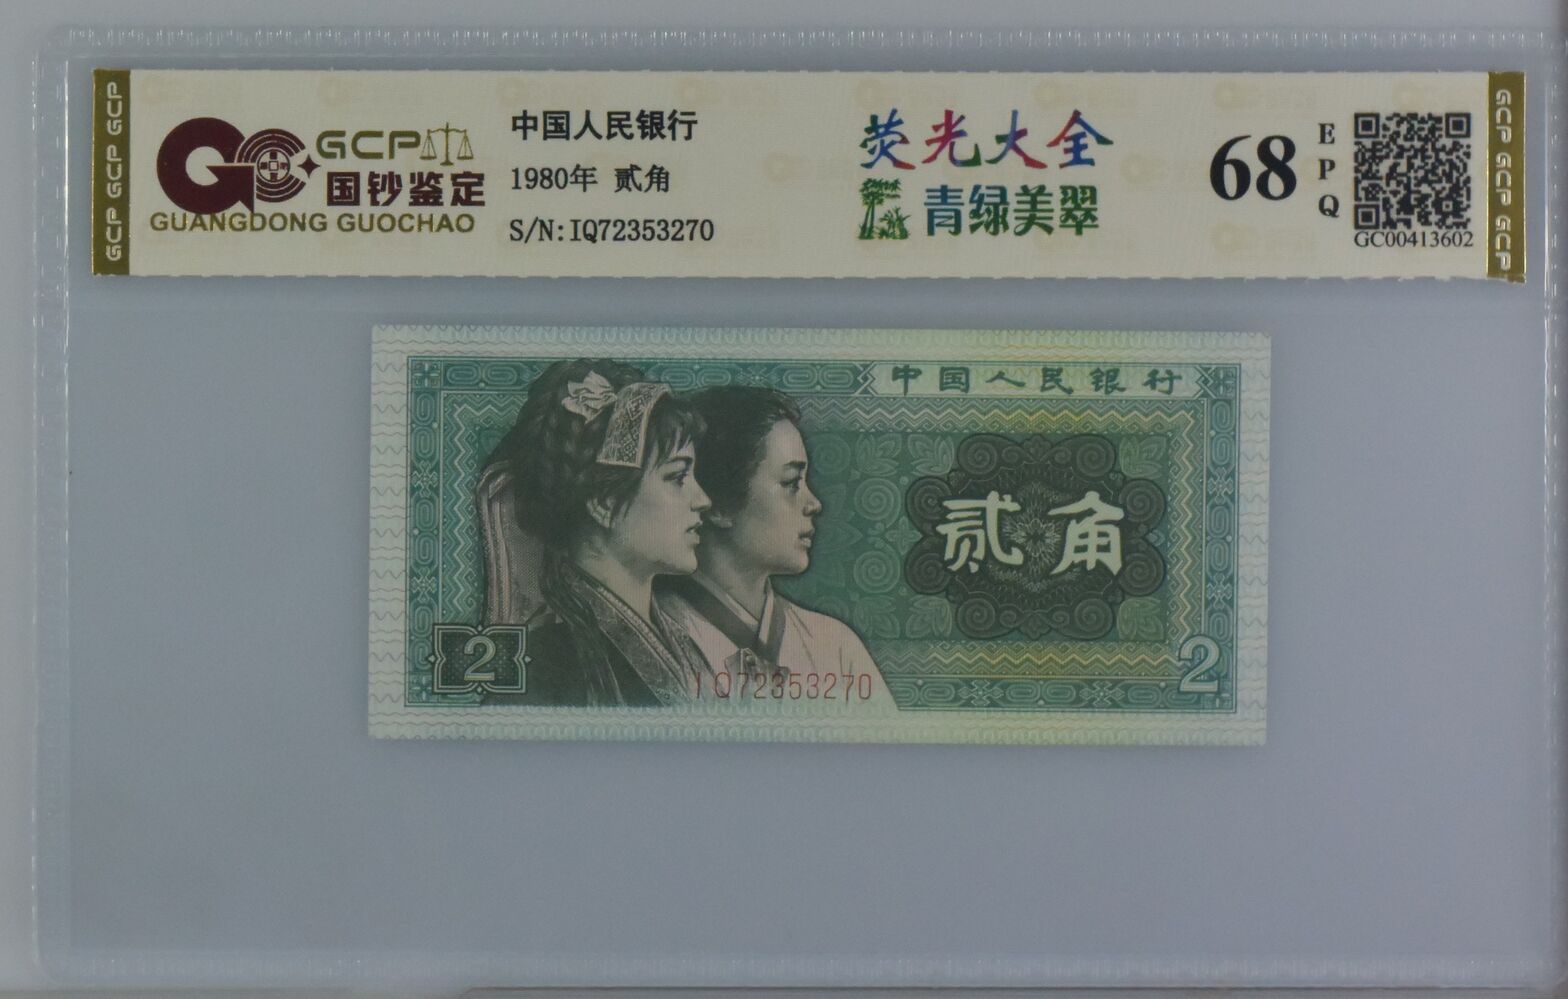 GCP GCP GCP
GCP
国钞鉴定
GUANGDONG GUOCHAO
中国人民银行
1980年 贰角
S/N:IQ72353270
荧光大全
青绿美翠
68
E
P
Q
GC00413602
GCP GCP GCP
中国人民银行
贰角
2
2
IQ72353270